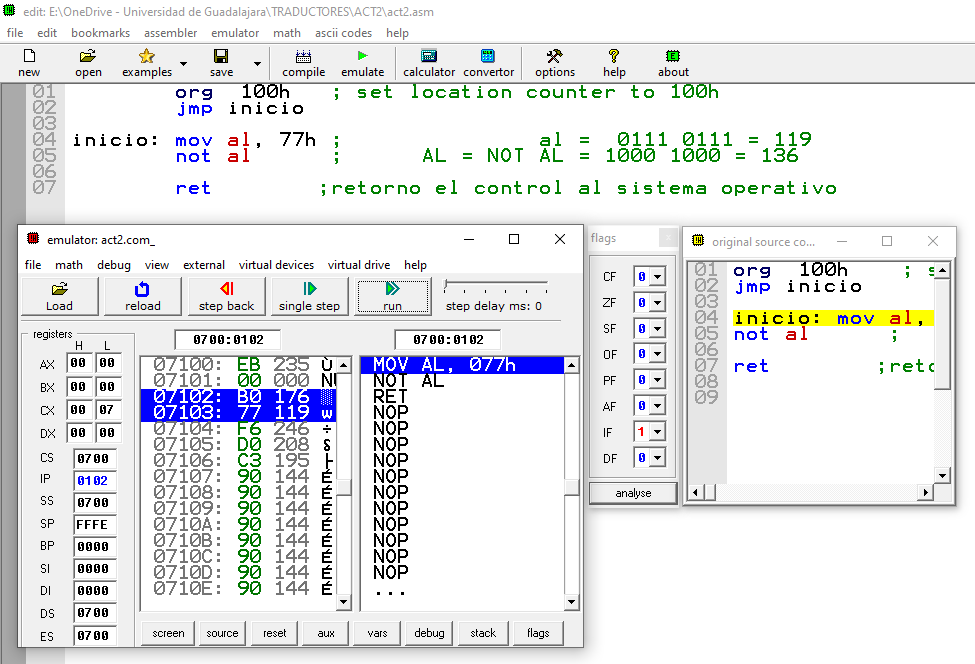 edit: E:\OneDrive - Universidad de Guadalajara\TRADUCTORES\ACT2\act2.asm
file edit bookmarks assembler emulator math ascii codes help
new open examples save compile emulate calculator convertor options help about
01 org 100h ; set location counter to 100h
02 jmp inicio
03
04 inicio: mov al, 77h ; al = 0111 0111 = 119
05 not al ; AL = NOT AL = 1000 1000 = 136
06
07 ret ;retorno el control al sistema operativo
emulator: act2.com_
file math debug view external virtual devices virtual drive help
Load reload step back single step run step delay ms: 0
registers
H L
AX 00 00
BX 00 00
CX 00 07
DX 00 00
CS 0700
IP 0102
SS 0700
SP FFFE
BP 0000
SI 0000
DI 0000
DS 0700
ES 0700
0700:0102
07100: EB 235 Ù
07101: 00 000 NU
07102: B0 176 ░
07103: 77 119 w
07104: F6 246 ÷
07105: D0 208
07106: C3 195 ├
07107: 90 144 É
07108: 90 144 É
07109: 90 144 É
0710A: 90 144 É
0710B: 90 144 É
0710C: 90 144 É
0710D: 90 144 É
0710E: 90 144 É
0700:0102
MOV AL, 077h
NOT AL
RET
NOP
NOP
NOP
NOP
NOP
NOP
NOP
NOP
NOP
NOP
NOP
...
screen source reset aux vars debug stack flags
flags
CF 0
ZF 0
SF 0
OF 0
PF 0
AF 0
IF 1
DF 0
analyse
original source co...
01 org 100h ;
02 jmp inicio
03
04 inicio: mov al,
05 not al ;
06
07 ret ;reto
08
09